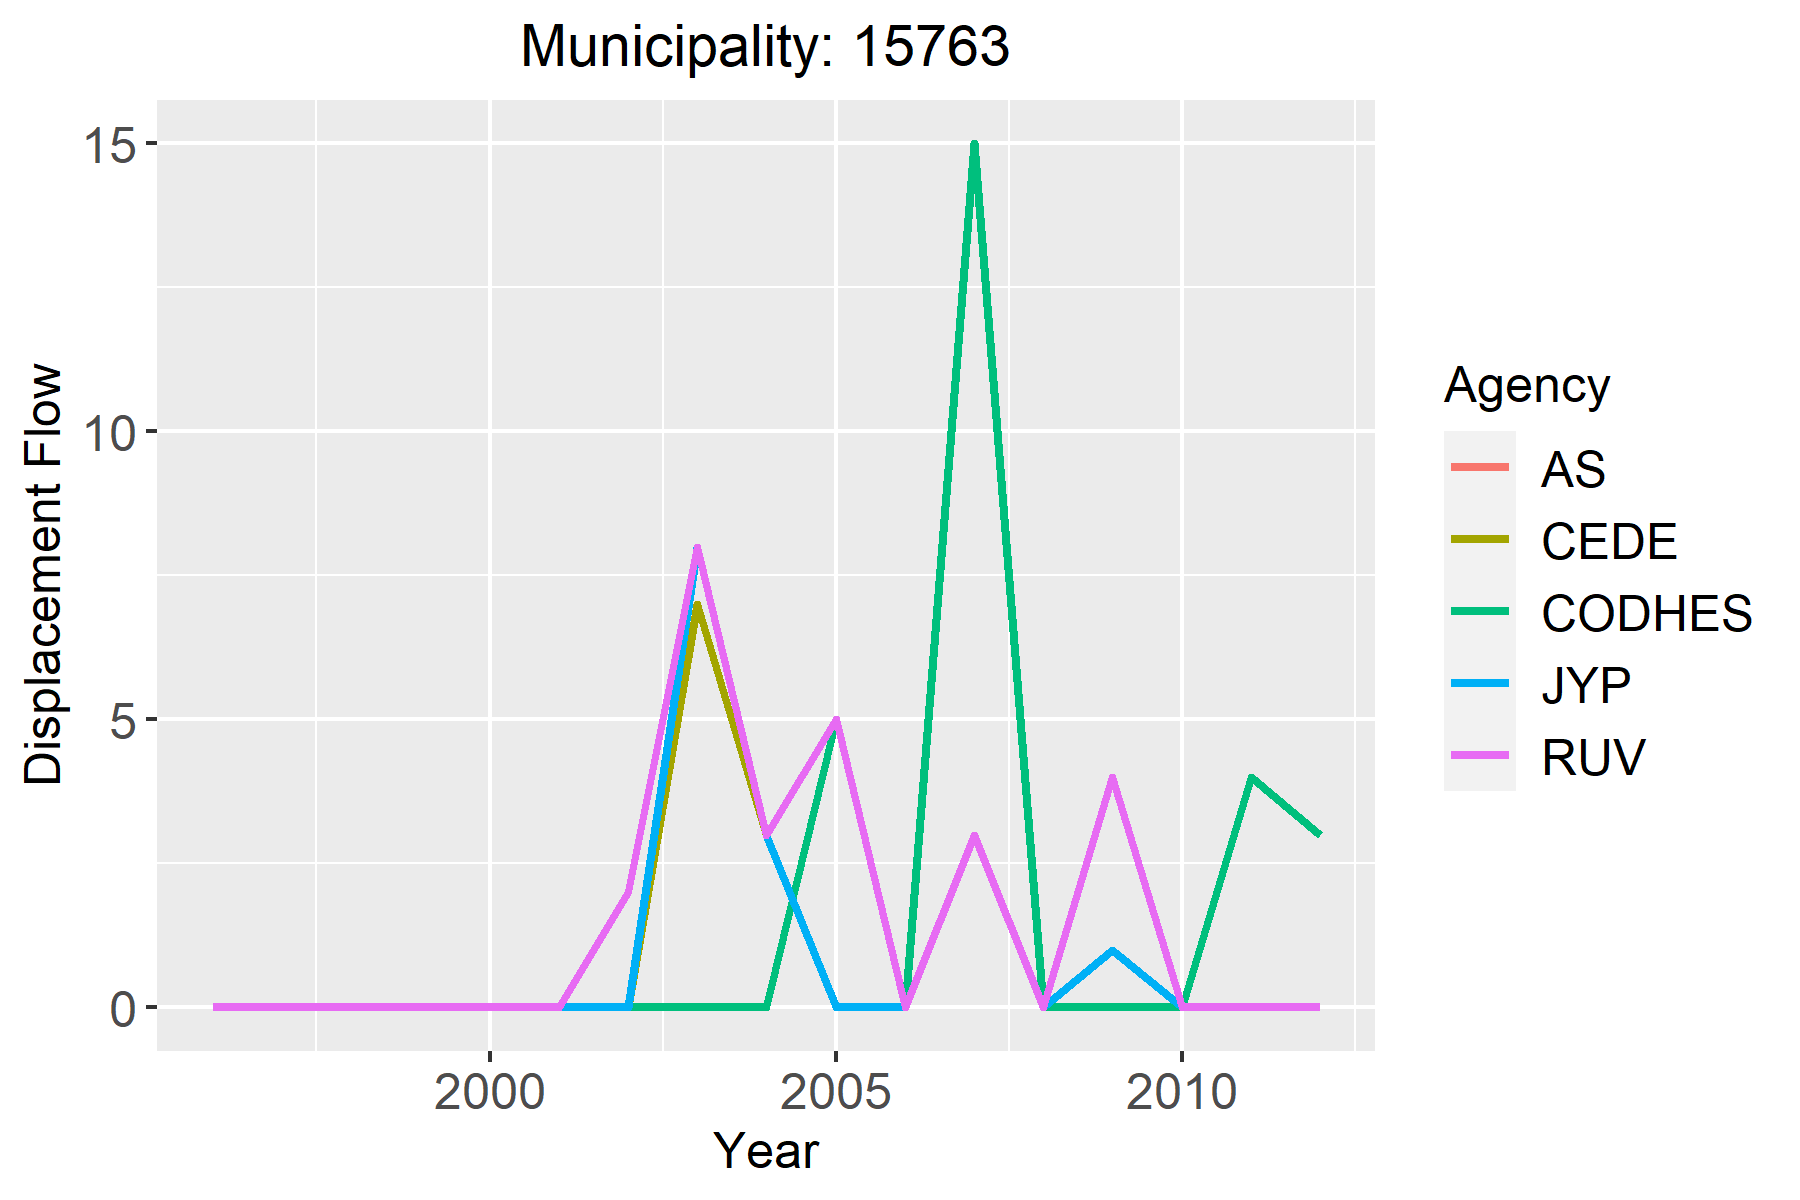 Municipality: 15763
15
10
5
0
Displacement Flow
2000 2005 2010
Year
Agency
AS
CEDE
CODHES
JYP
RUV